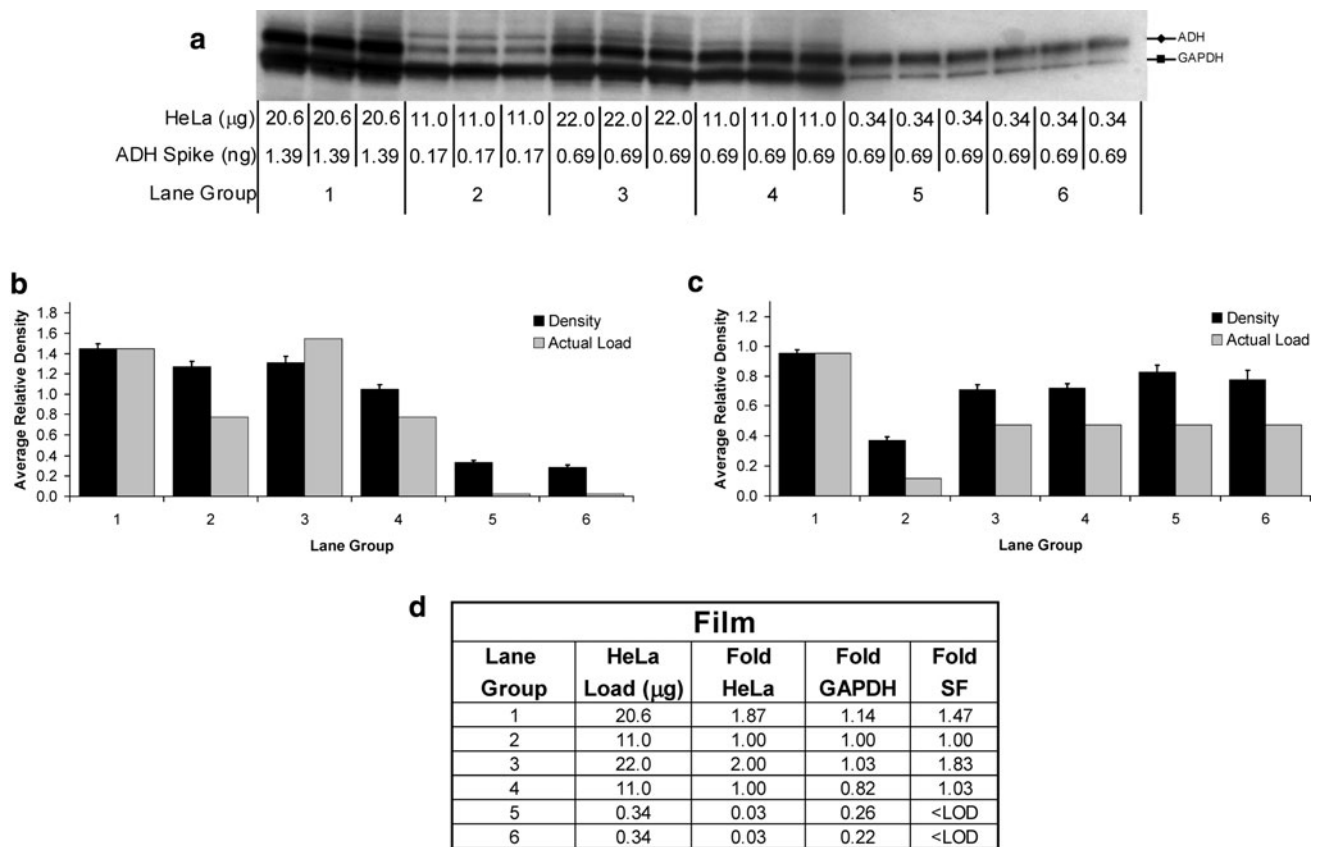 a
ADH
GAPDH
HeLa (μg) 20.6 20.6 20.6 11.0 11.0 11.0 22.0 22.0 22.0 11.0 11.0 11.0 0.34 0.34 0.34 0.34 0.34 0.34
ADH Spike (ng) 1.39 1.39 1.39 0.17 0.17 0.17 0.69 0.69 0.69 0.69 0.69 0.69 0.69 0.69 0.69 0.69 0.69 0.69
Lane Group 1 2 3 4 5 6
b
Average Relative Density
1.8
1.6
1.4
1.2
1.0
0.8
0.6
0.4
0.2
0.0
Density
Actual Load
1 2 3 4 5 6
Lane Group
c
Average Relative Density
1.2
1.0
0.8
0.6
0.4
0.2
0.0
Density
Actual Load
1 2 3 4 5 6
Lane Group
d
Film
Lane Group HeLa Load (μg) Fold HeLa Fold GAPDH Fold SF
1 20.6 1.87 1.14 1.47
2 11.0 1.00 1.00 1.00
3 22.0 2.00 1.03 1.83
4 11.0 1.00 0.82 1.03
5 0.34 0.03 0.26 <LOD
6 0.34 0.03 0.22 <LOD